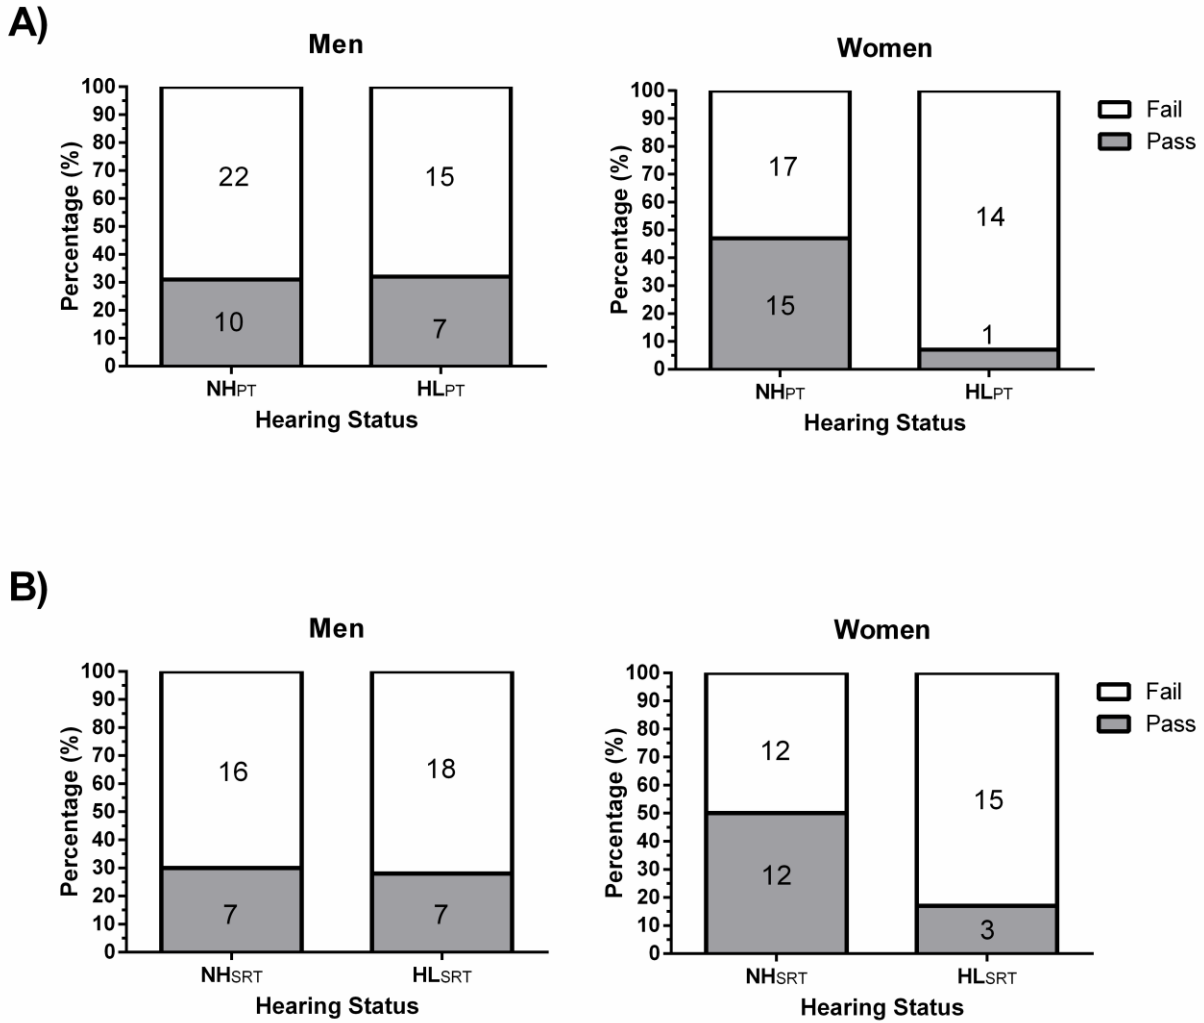 A)
Men
Percentage (%)
100
90
80
70
60
50
40
30
20
10
0
22
15
10
7
NHPT
HLPT
Hearing Status
Women
Percentage (%)
100
90
80
70
60
50
40
30
20
10
0
17
14
15
1
NHPT
HLPT
Hearing Status
Fail
Pass
B)
Men
Percentage (%)
100
90
80
70
60
50
40
30
20
10
0
16
18
7
7
NHSRT
HLSRT
Hearing Status
Women
Percentage (%)
100
90
80
70
60
50
40
30
20
10
0
12
15
12
3
NHSRT
HLSRT
Hearing Status
Fail
Pass